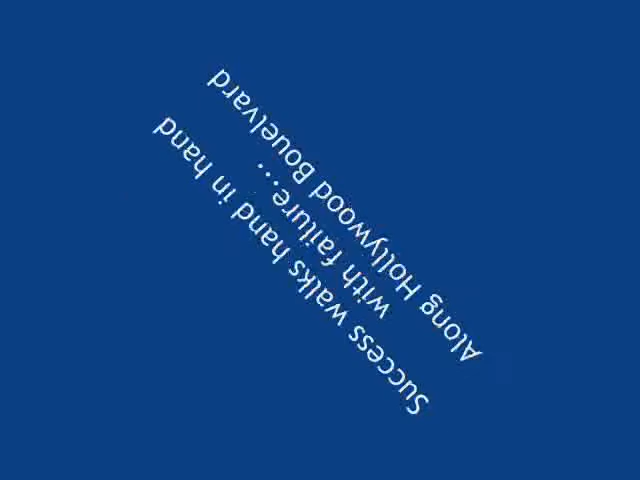 Success walks hand in hand
with failure...
Along Hollywood Bouelvard